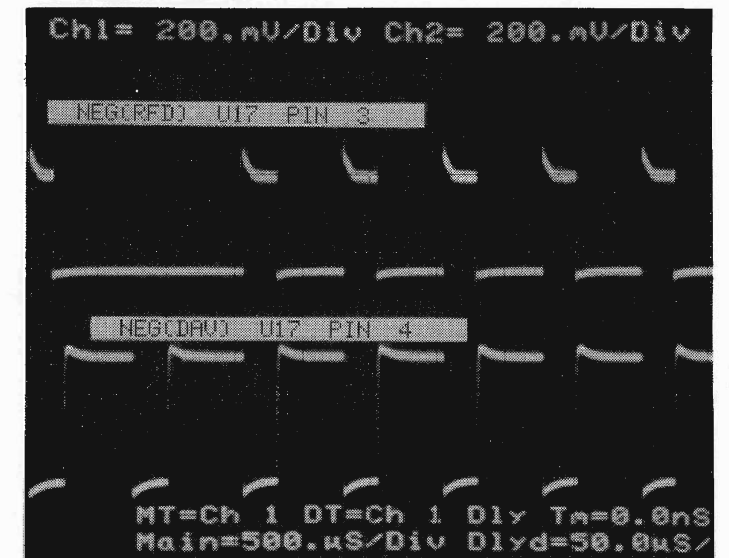 Ch1= 200.mV/Div Ch2= 200.mV/Div
NEG(RFD) U17 PIN 3
NEG(DAV) U17 PIN 4
MT=Ch 1 DT=Ch 1 Dly Tm=0.0nS
Main=500.µS/Div Dlyd=50.0µS/